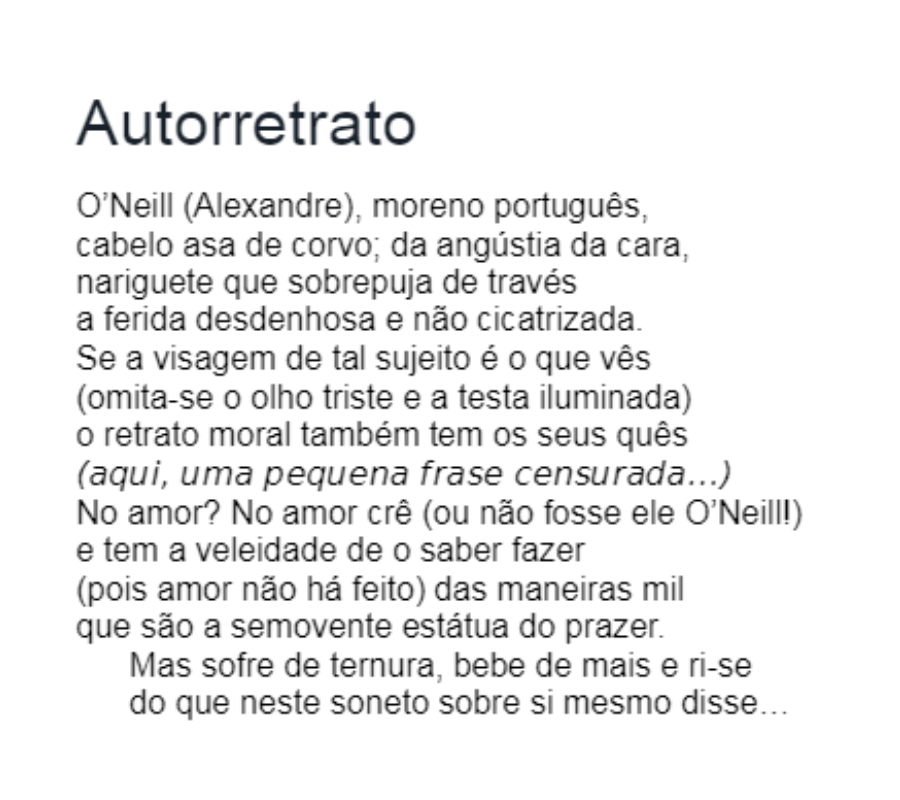 Autorretrato
O’Neill (Alexandre), moreno português,
cabelo asa de corvo; da angústia da cara,
nariguete que sobrepuja de través
a ferida desdenhosa e não cicatrizada.
Se a visagem de tal sujeito é o que vês
(omita-se o olho triste e a testa iluminada)
o retrato moral também tem os seus quês
(aqui, uma pequena frase censurada...)
No amor? No amor crê (ou não fosse ele O’Neill!)
e tem a veleidade de o saber fazer
(pois amor não há feito) das maneiras mil
que são a semovente estátua do prazer.
Mas sofre de ternura, bebe de mais e ri-se
do que neste soneto sobre si mesmo disse...